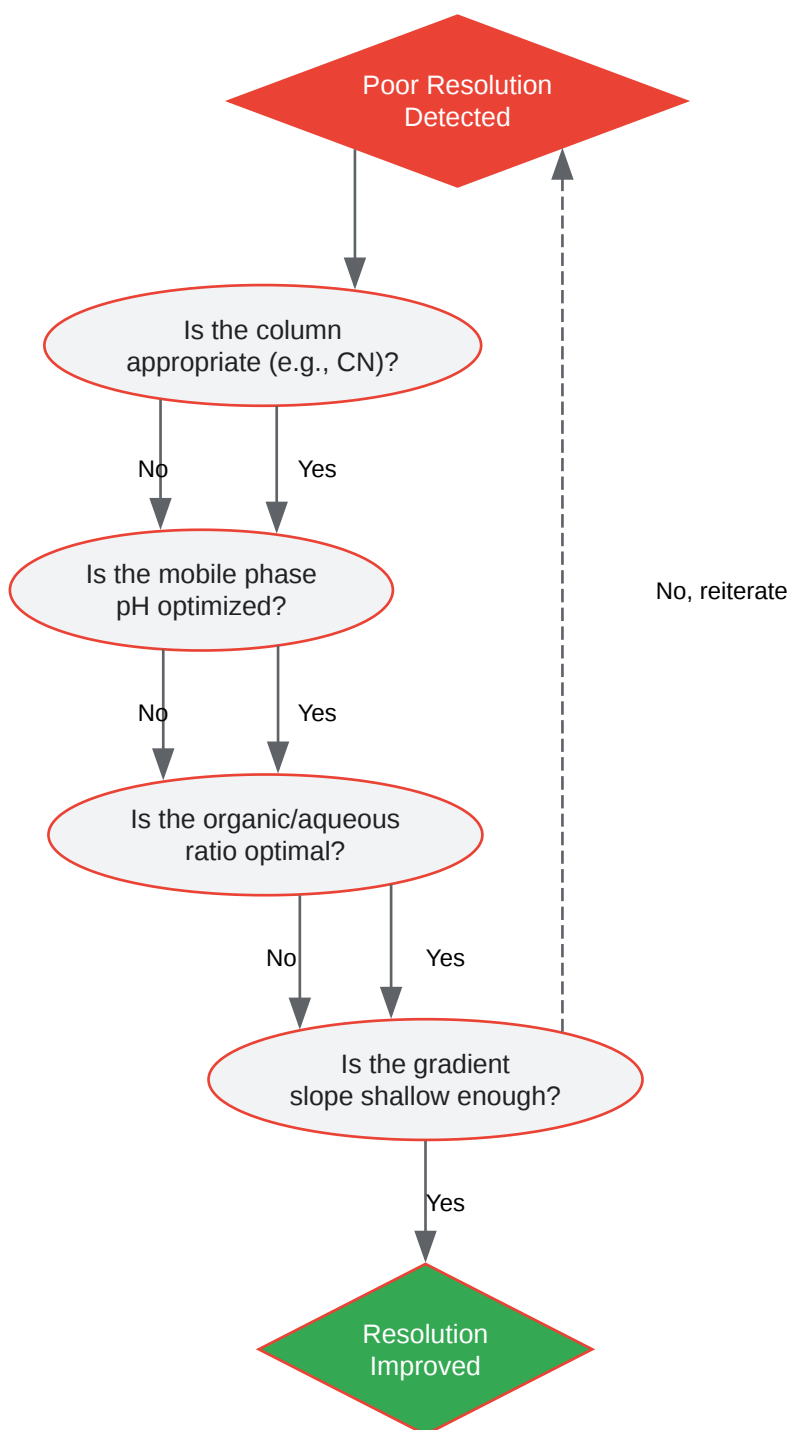 Poor Resolution
Detected
Is the column
appropriate (e.g., CN)?
No
Yes
Is the mobile phase
pH optimized?
No, reiterate
No
Yes
Is the organic/aqueous
ratio optimal?
No
Yes
Is the gradient
slope shallow enough?
Yes
Resolution
Improved